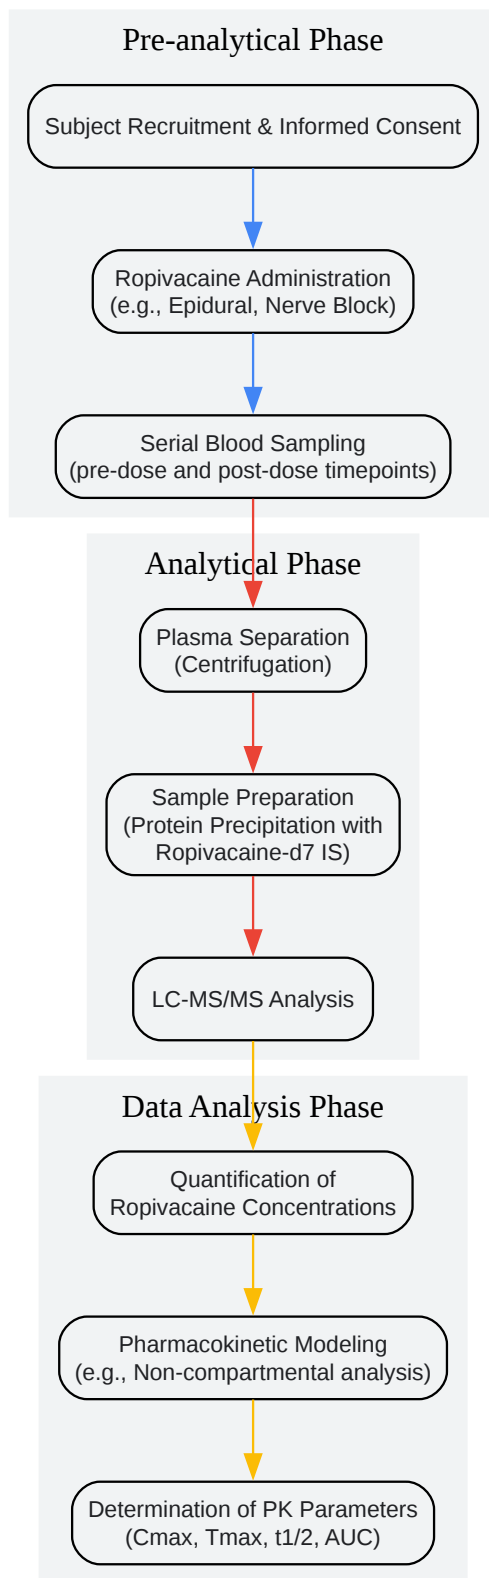 Pre-analytical Phase
Subject Recruitment & Informed Consent
Ropivacaine Administration
(e.g., Epidural, Nerve Block)
Serial Blood Sampling
(pre-dose and post-dose timepoints)
Analytical Phase
Plasma Separation
(Centrifugation)
Sample Preparation
(Protein Precipitation with
Ropivacaine-d7 IS)
LC-MS/MS Analysis
Data Analysis Phase
Quantification of
Ropivacaine Concentrations
Pharmacokinetic Modeling
(e.g., Non-compartmental analysis)
Determination of PK Parameters
(Cmax, Tmax, t1/2, AUC)